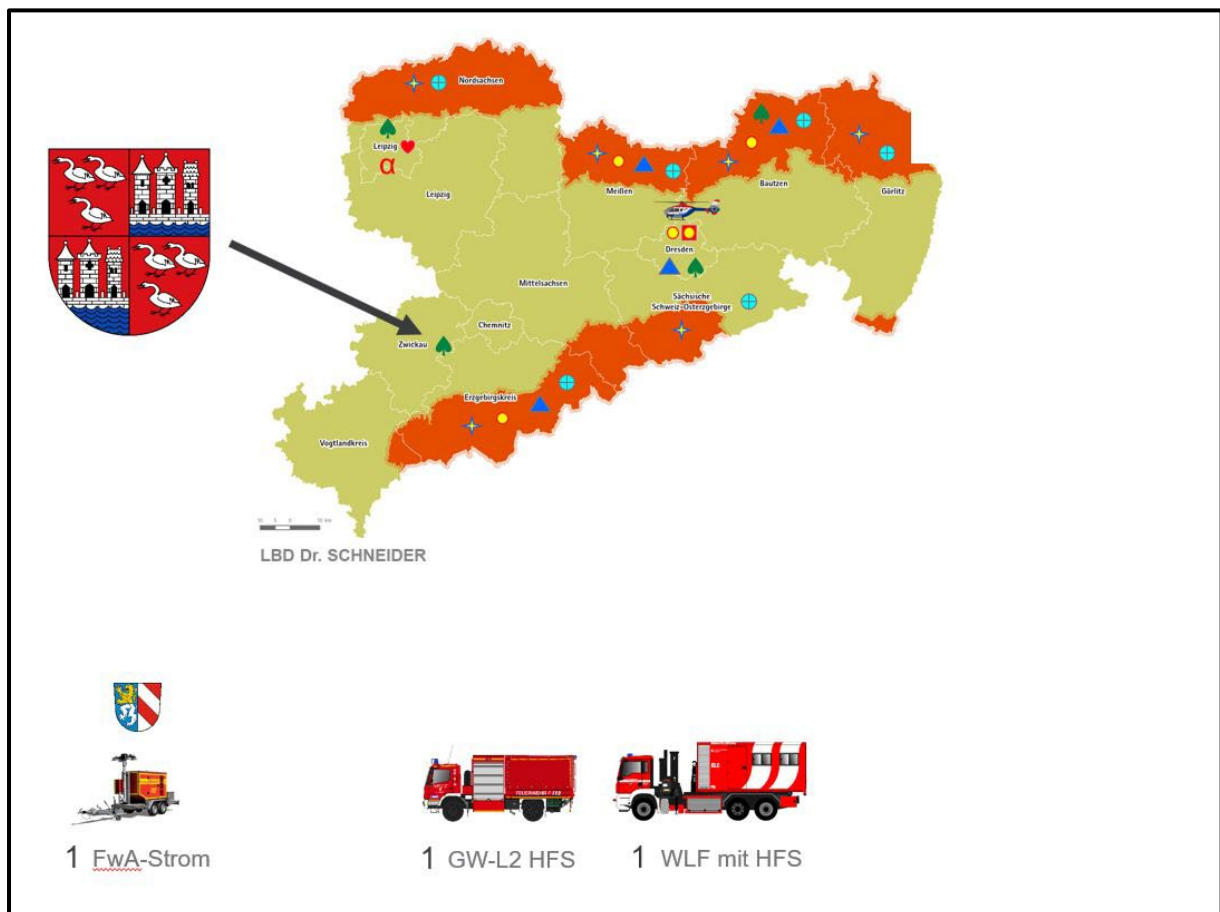 Nordsachsen
Leipzig
α
Leipzig
Meißen
Bautzen
Görlitz
Dresden
Mittelsachsen
Sächsische
Schweiz-Osterzgebirge
Chemnitz
Zwickau
Erzgebirgskreis
Vogtlandkreis
LBD Dr. SCHNEIDER
FEUERWEHR
1 FwA-Strom
1 GW-L2 HFS
1 WLF mit HFS